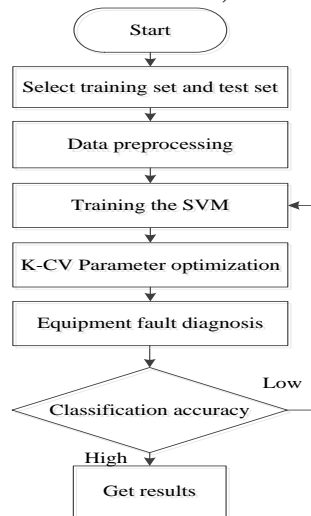 Start
Select training set and test set
Data preprocessing
Training the SVM
K-CV Parameter optimization
Equipment fault diagnosis
Low
Classification accuracy
High
Get results